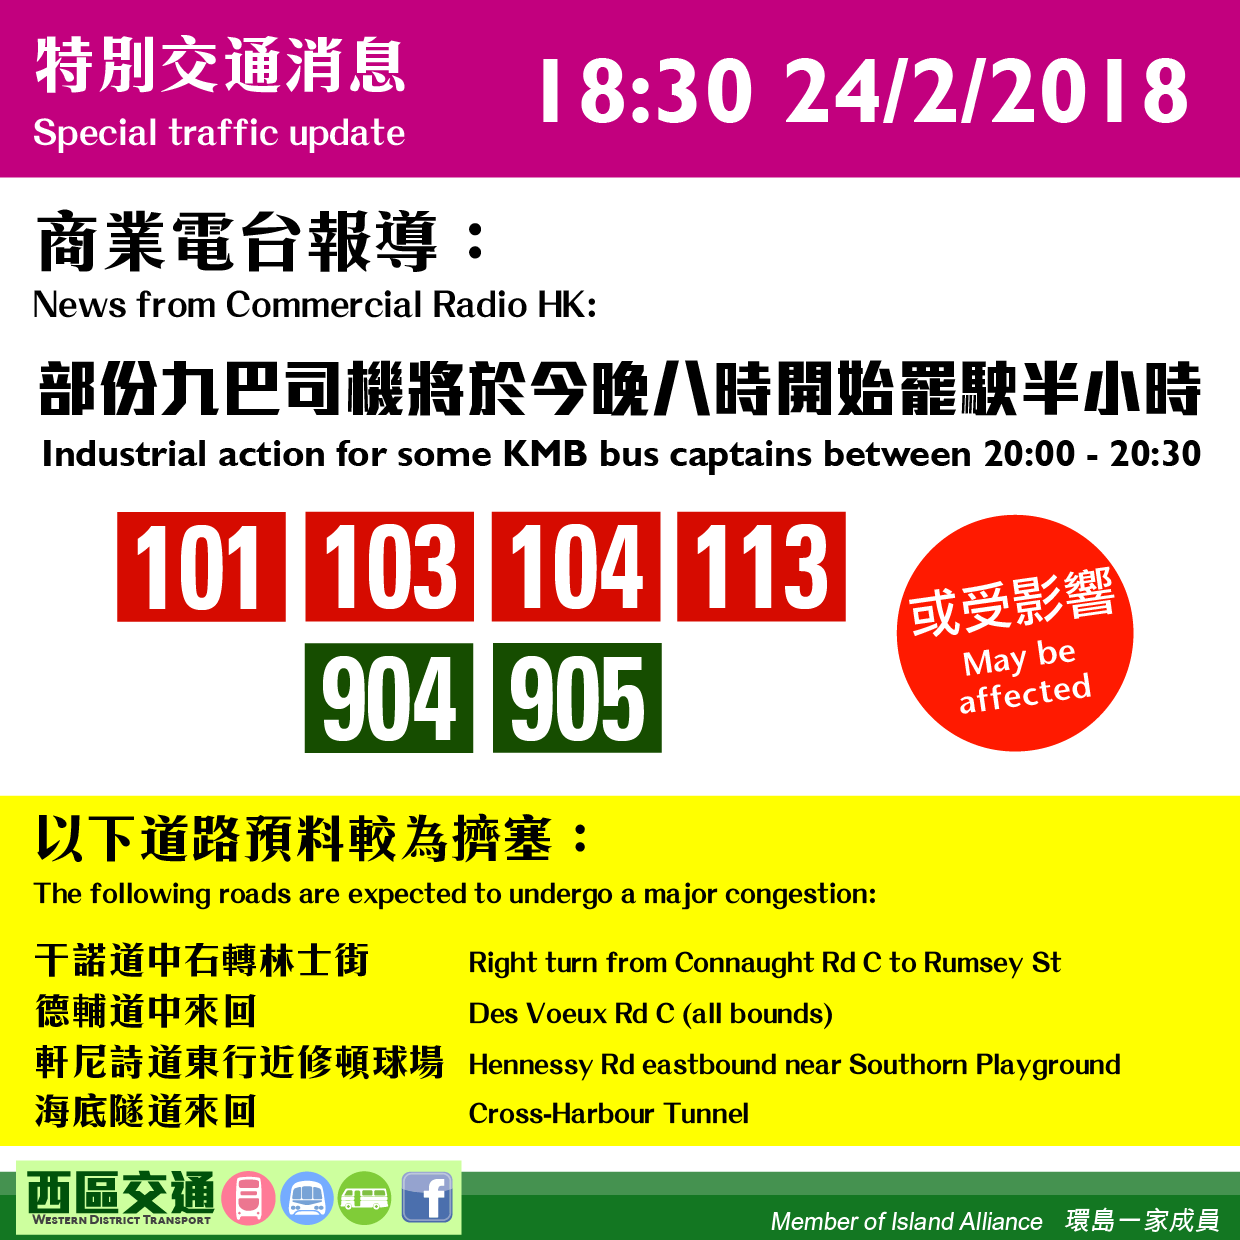 特別交通消息
Special traffic update
18:30 24/2/2018
商業電台報導：
News from Commercial Radio HK:
部份九巴司機將於今晚八時開始罷駛半小時
Industrial action for some KMB bus captains between 20:00 - 20:30
101 103 104 113
904 905
或受影響
May be
affected
以下道路預料較為擠塞：
The following roads are expected to undergo a major congestion:
干諾道中右轉林士街 Right turn from Connaught Rd C to Rumsey St
德輔道中來回 Des Voeux Rd C (all bounds)
軒尼詩道東行近修頓球場 Hennessy Rd eastbound near Southorn Playground
海底隧道來回 Cross-Harbour Tunnel
西區交通
WESTERN DISTRICT TRANSPORT
f
Member of Island Alliance 環島一家成員